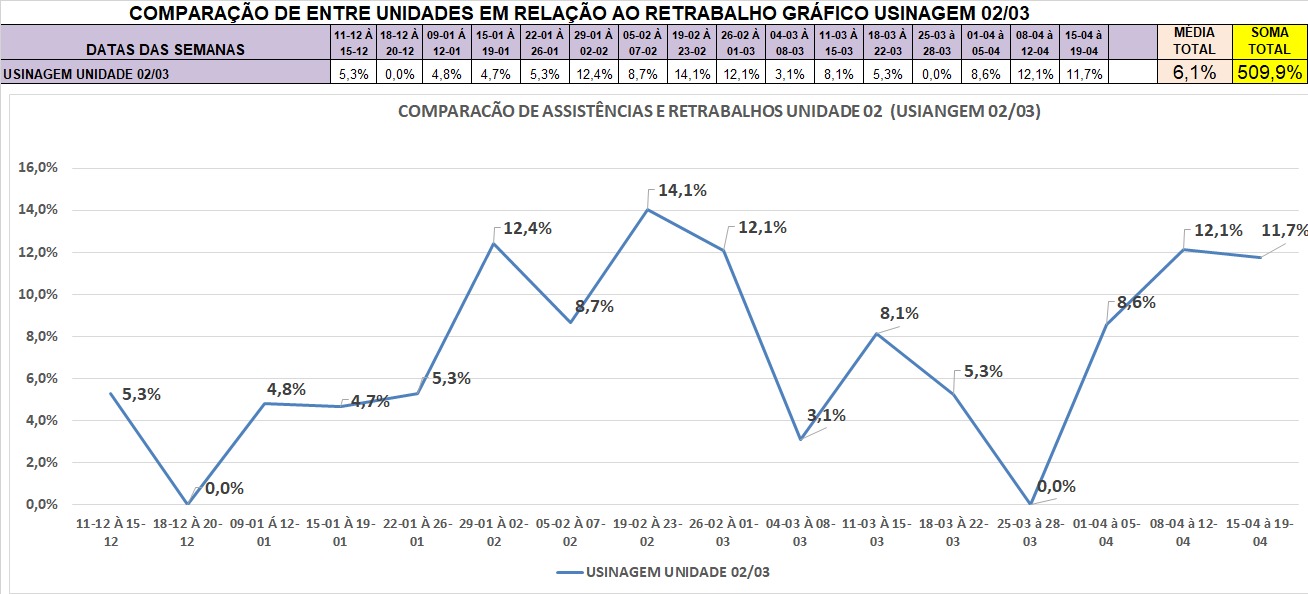 COMPARAÇÃO DE ENTRE UNIDADES EM RELAÇÃO AO RETRABALHO GRÁFICO USINAGEM 02/03
DATAS DAS SEMANAS 11-12 À 15-12 18-12 À 20-12 09-01 À 12-01 15-01 À 19-01 22-01 À 26-01 29-01 À 02-02 05-02 À 07-02 19-02 À 23-02 26-02 À 01-03 04-03 À 08-03 11-03 À 15-03 18-03 À 22-03 25-03 à 28-03 01-04 à 05-04 08-04 à 12-04 15-04 à 19-04 MÉDIA TOTAL SOMA TOTAL
USINAGEM UNIDADE 02/03 5,3% 0,0% 4,8% 4,7% 5,3% 12,4% 8,7% 14,1% 12,1% 3,1% 8,1% 5,3% 0,0% 8,6% 12,1% 11,7% 6,1% 509,9%
COMPARACÃO DE ASSISTÊNCIAS E RETRABALHOS UNIDADE 02 (USIANGEM 02/03)
16,0%
14,0%
12,0%
10,0%
8,0%
6,0%
4,0%
2,0%
0,0%
5,3%
0,0%
4,8%
4,7%
5,3%
12,4%
8,7%
14,1%
12,1%
3,1%
8,1%
5,3%
0,0%
8,6%
12,1%
11,7%
11-12 À 15-12
18-12 À 20-12
09-01 Á 12-01
15-01 À 19-01
22-01 À 26-01
29-01 À 02-02
05-02 À 07-02
19-02 À 23-02
26-02 À 01-03
04-03 À 08-03
11-03 À 15-03
18-03 À 22-03
25-03 à 28-03
01-04 à 05-04
08-04 à 12-04
15-04 à 19-04
USINAGEM UNIDADE 02/03